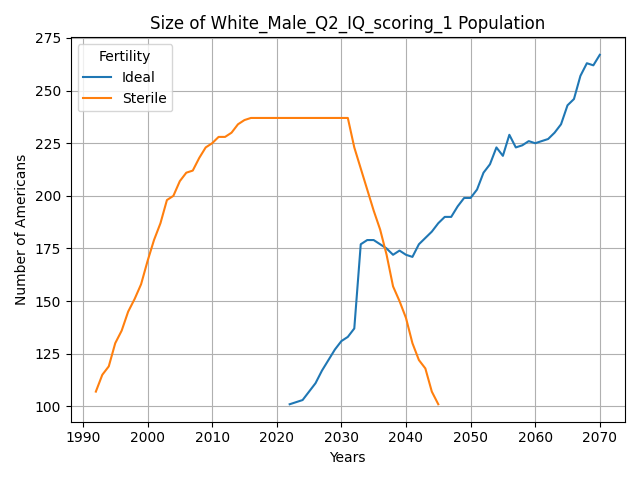 Size of White_Male_Q2_IQ_scoring_1 Population
Fertility
Ideal
Sterile
Number of Americans
275
250
225
200
175
150
125
100
1990 2000 2010 2020 2030 2040 2050 2060 2070
Years